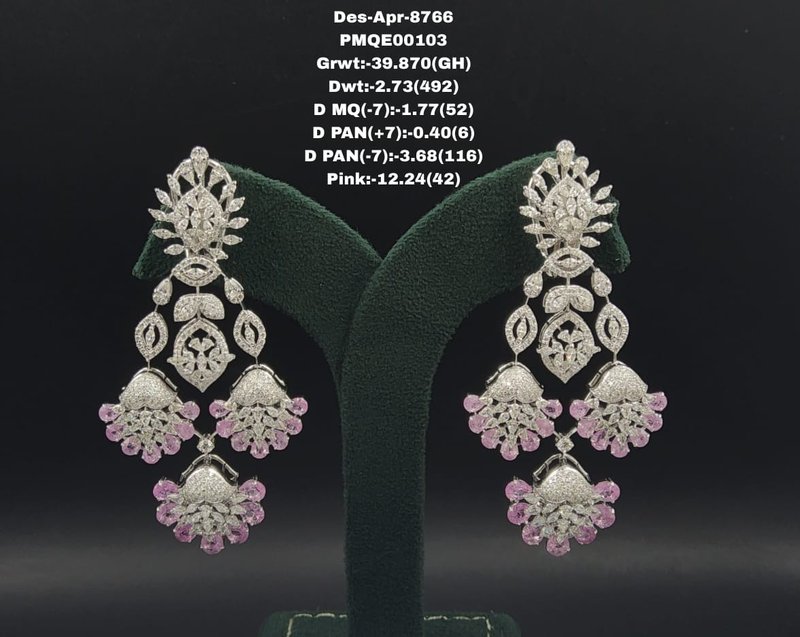 Des-Apr-8766
PMQE00103
Grwt:-39.870(GH)
Dwt:-2.73(492)
D MQ(-7):-1.77(52)
D PAN(+7):-0.40(6)
D PAN(-7):-3.68(116)
Pink:-12.24(42)